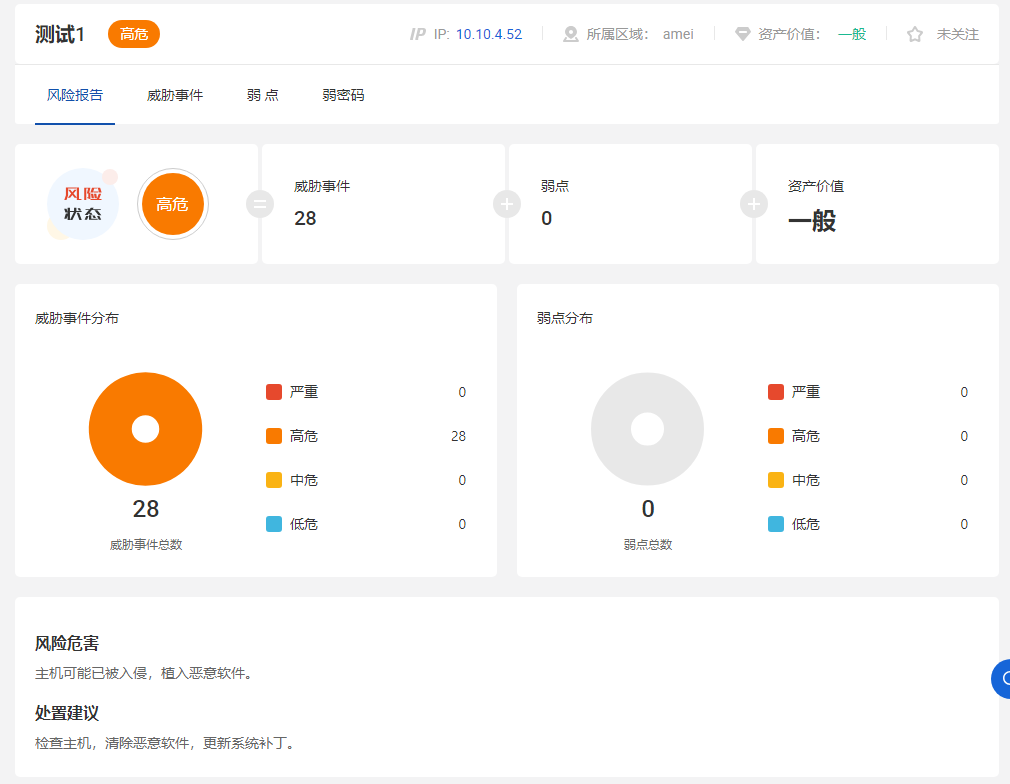 测试1 高危 IP IP: 10.10.4.52 所属区域: amei 资产价值: 一般 未关注
风险报告 威胁事件 弱 点 弱密码
风险
状态
高危
=
威胁事件
28
+
弱点
0
+
资产价值
一般
威胁事件分布
严重 0
高危 28
中危 0
低危 0
28
威胁事件总数
弱点分布
严重 0
高危 0
中危 0
低危 0
0
弱点总数
风险危害
主机可能已被入侵，植入恶意软件。
处置建议
检查主机，清除恶意软件，更新系统补丁。